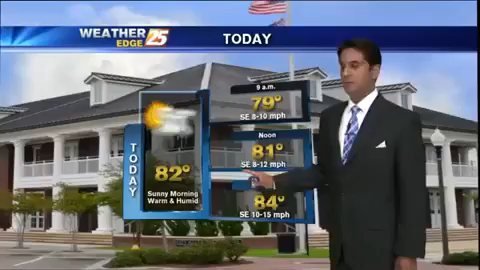 WEATHER
EDGE 25
TODAY
9 a.m.
79°
SE 8-10 mph
Noon
81°
SE 8-12 mph
84°
SE 10-15 mph
TODAY
82°
Sunny Morning
Warm & Humid